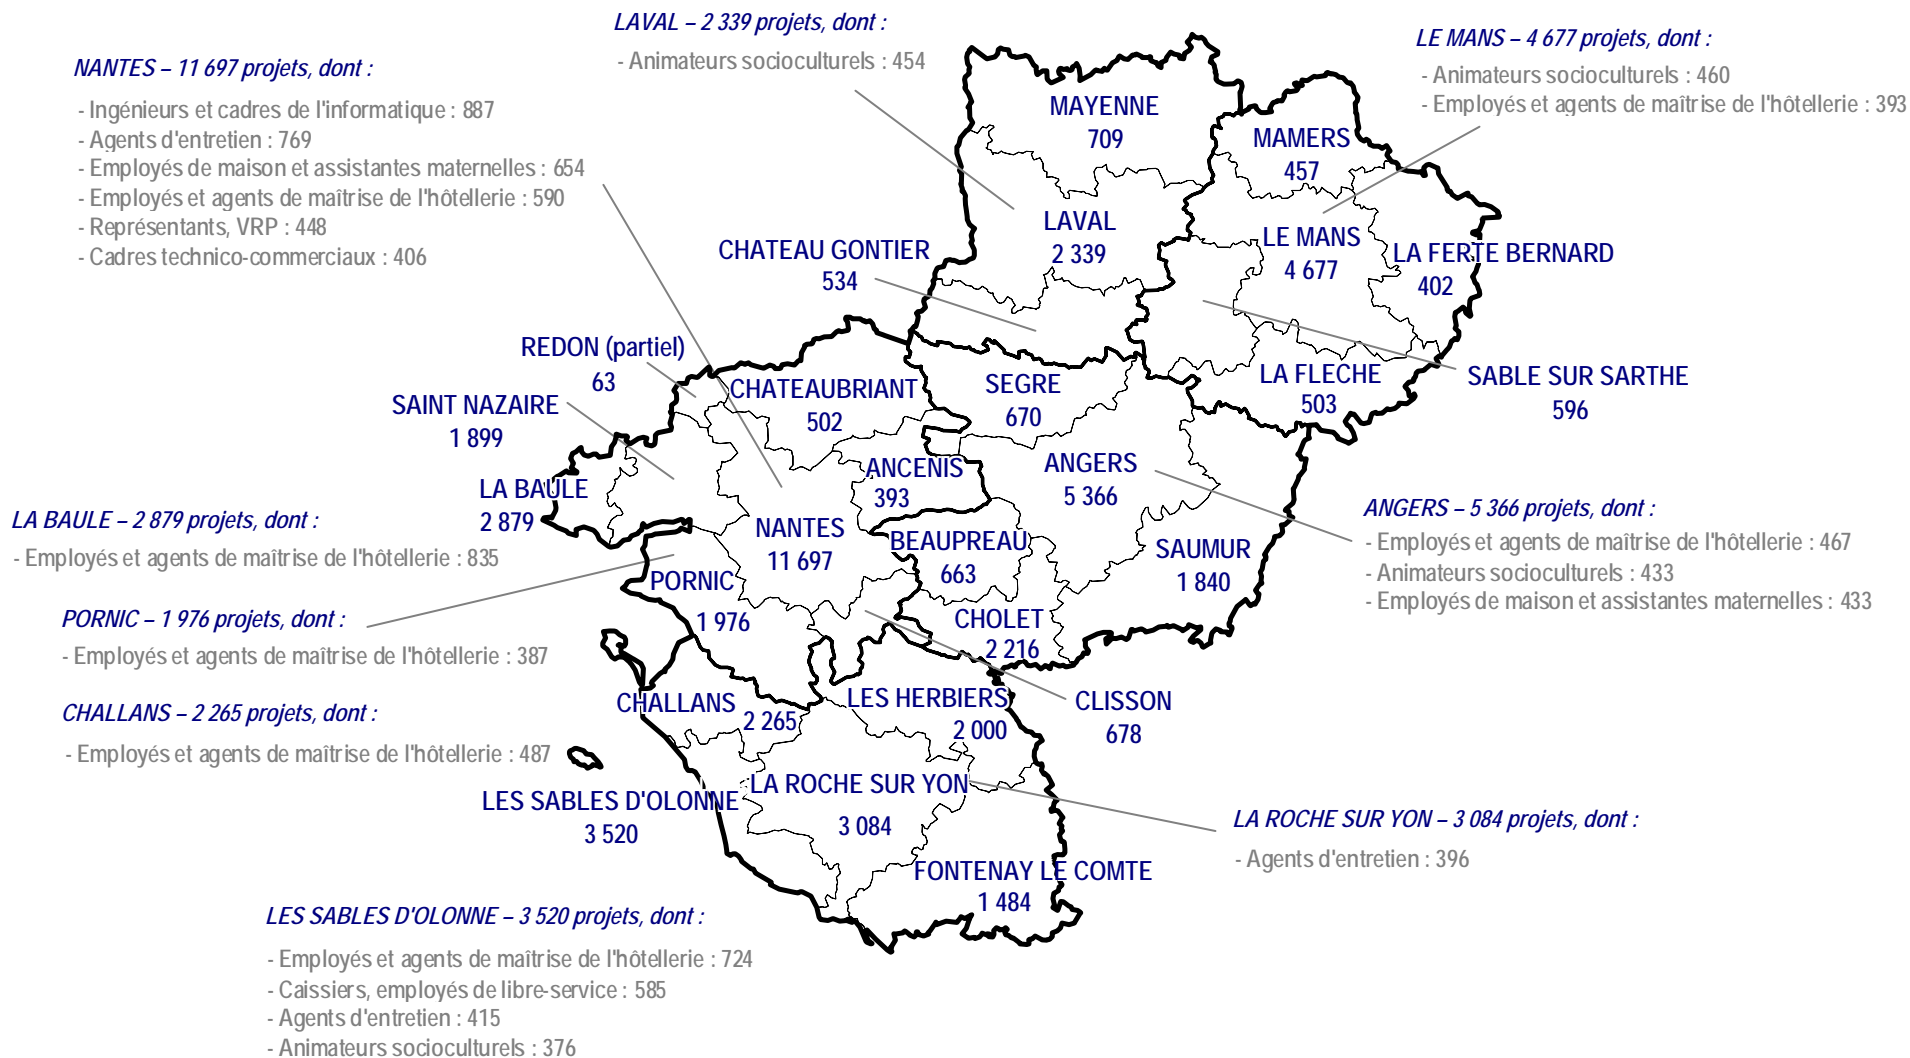 LAVAL – 2 339 projets, dont :
- Animateurs socioculturels : 454
LE MANS – 4 677 projets, dont :
- Animateurs socioculturels : 460
- Employés et agents de maîtrise de l'hôtellerie : 393
NANTES – 11 697 projets, dont :
- Ingénieurs et cadres de l'informatique : 887
- Agents d'entretien : 769
- Employés de maison et assistantes maternelles : 654
- Employés et agents de maîtrise de l'hôtellerie : 590
- Représentants, VRP : 448
- Cadres technico-commerciaux : 406
MAYENNE
709
MAMERS
457
LAVAL
2 339
LE MANS
4 677
LA FERTE BERNARD
402
CHATEAU GONTIER
534
REDON (partiel)
63
CHATEAUBRIANT
502
SEGRE
670
LA FLECHE
503
SABLE SUR SARTHE
596
SAINT NAZAIRE
1 899
ANCENIS
393
ANGERS
5 366
LA BAULE
2 879
LA BAULE – 2 879 projets, dont :
- Employés et agents de maîtrise de l'hôtellerie : 835
NANTES
11 697
BEAUPREAU
663
SAUMUR
1 840
ANGERS – 5 366 projets, dont :
- Employés et agents de maîtrise de l'hôtellerie : 467
- Animateurs socioculturels : 433
- Employés de maison et assistantes maternelles : 433
PORNIC
1 976
CHOLET
2 216
PORNIC – 1 976 projets, dont :
- Employés et agents de maîtrise de l'hôtellerie : 387
CHALLANS
2 265
LES HERBIERS
2 000
CLISSON
678
CHALLANS – 2 265 projets, dont :
- Employés et agents de maîtrise de l'hôtellerie : 487
LA ROCHE SUR YON
3 084
LES SABLES D'OLONNE
3 520
LA ROCHE SUR YON – 3 084 projets, dont :
- Agents d'entretien : 396
FONTENAY LE COMTE
1 484
LES SABLES D'OLONNE – 3 520 projets, dont :
- Employés et agents de maîtrise de l'hôtellerie : 724
- Caissiers, employés de libre-service : 585
- Agents d'entretien : 415
- Animateurs socioculturels : 376